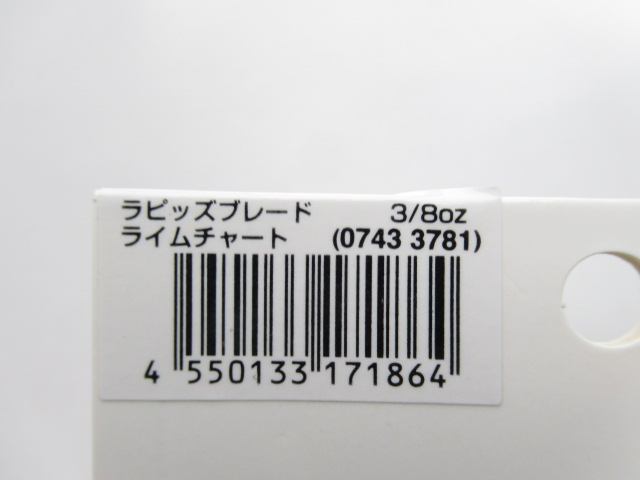 ラピッズブレード 3/8oz
ライムチャート (0743 3781)
4 550133 171864